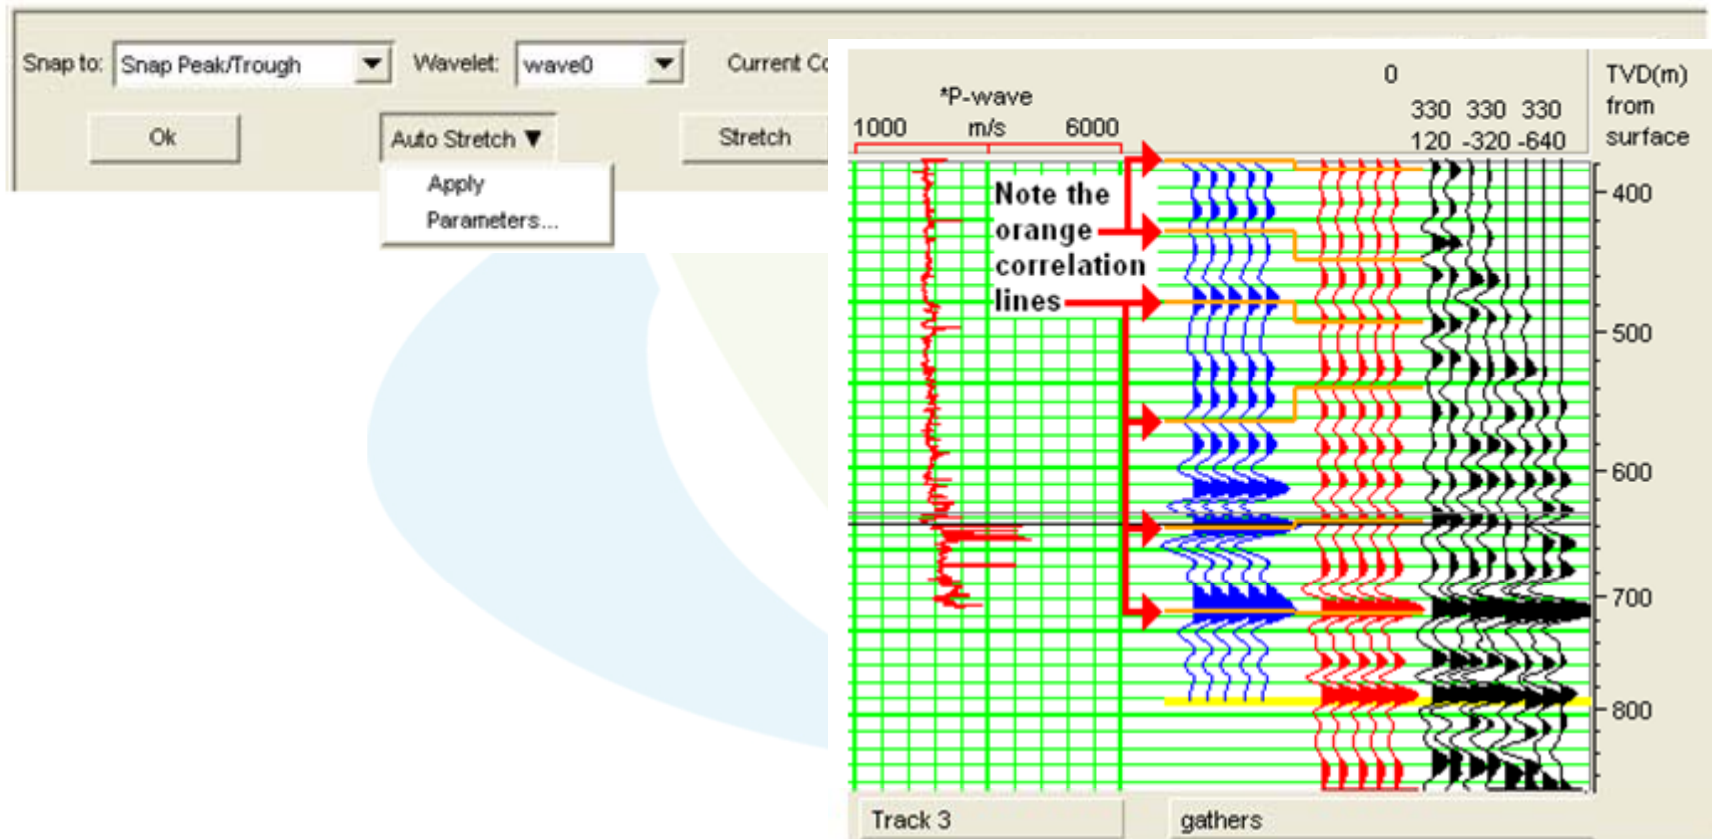 Snap to: Snap Peak/Trough Wavelet: wave0 Current Co
Ok Auto Stretch Stretch
Apply
Parameters...
0 TVD(m)
*P-wave 330 330 330 from
1000 m/s 6000 120 -320 -640 surface
Note the
orange
correlation
lines
400
500
600
700
800
Track 3 gathers